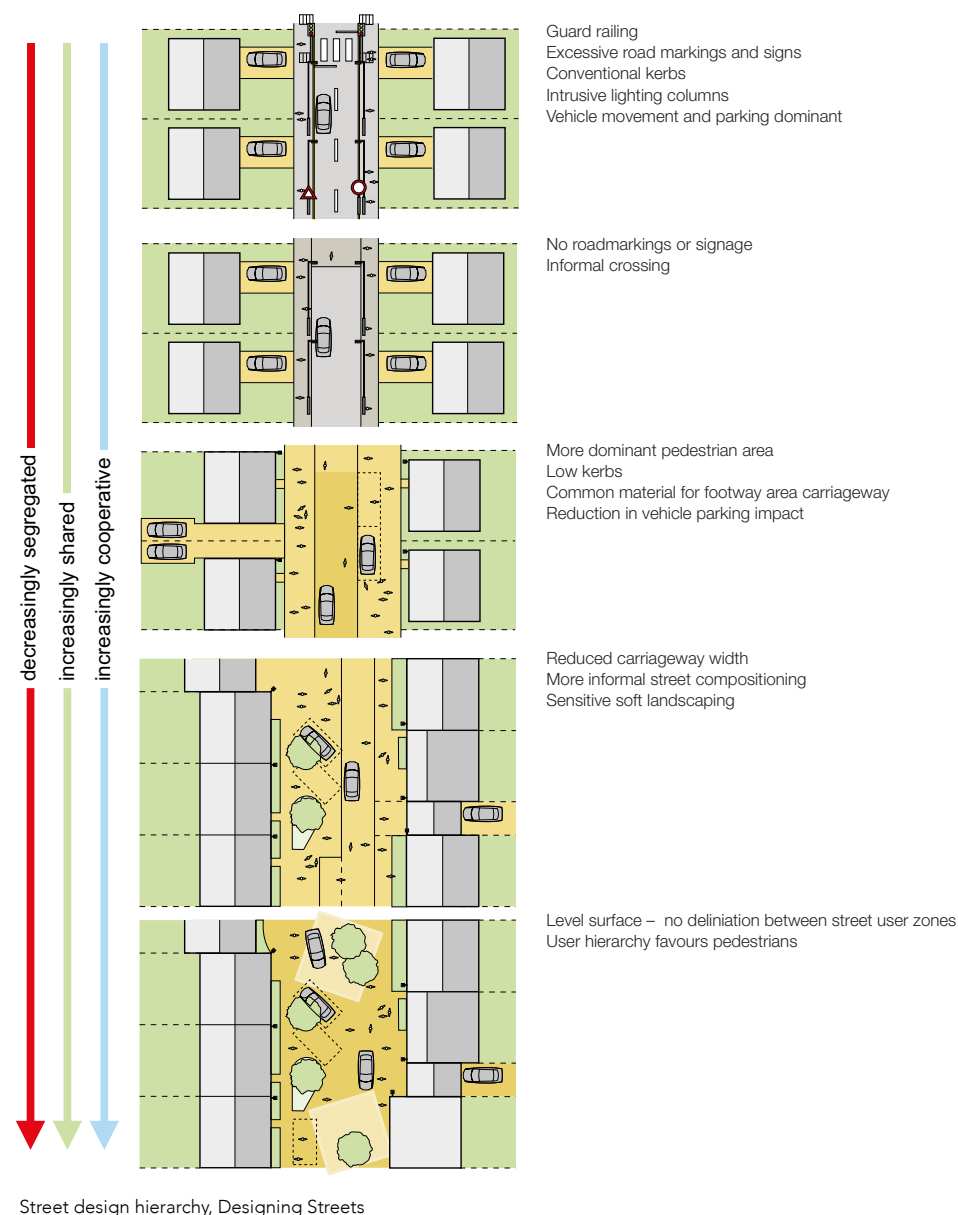 Guard railing
Excessive road markings and signs
Conventional kerbs
Intrusive lighting columns
Vehicle movement and parking dominant
No roadmarkings or signage
Informal crossing
More dominant pedestrian area
Low kerbs
Common material for footway area carriageway
Reduction in vehicle parking impact
decreasingly segregated
increasingly shared
increasingly cooperative
Reduced carriageway width
More informal street compositioning
Sensitive soft landscaping
Level surface – no deliniation between street user zones
User hierarchy favours pedestrians
Street design hierarchy, Designing Streets